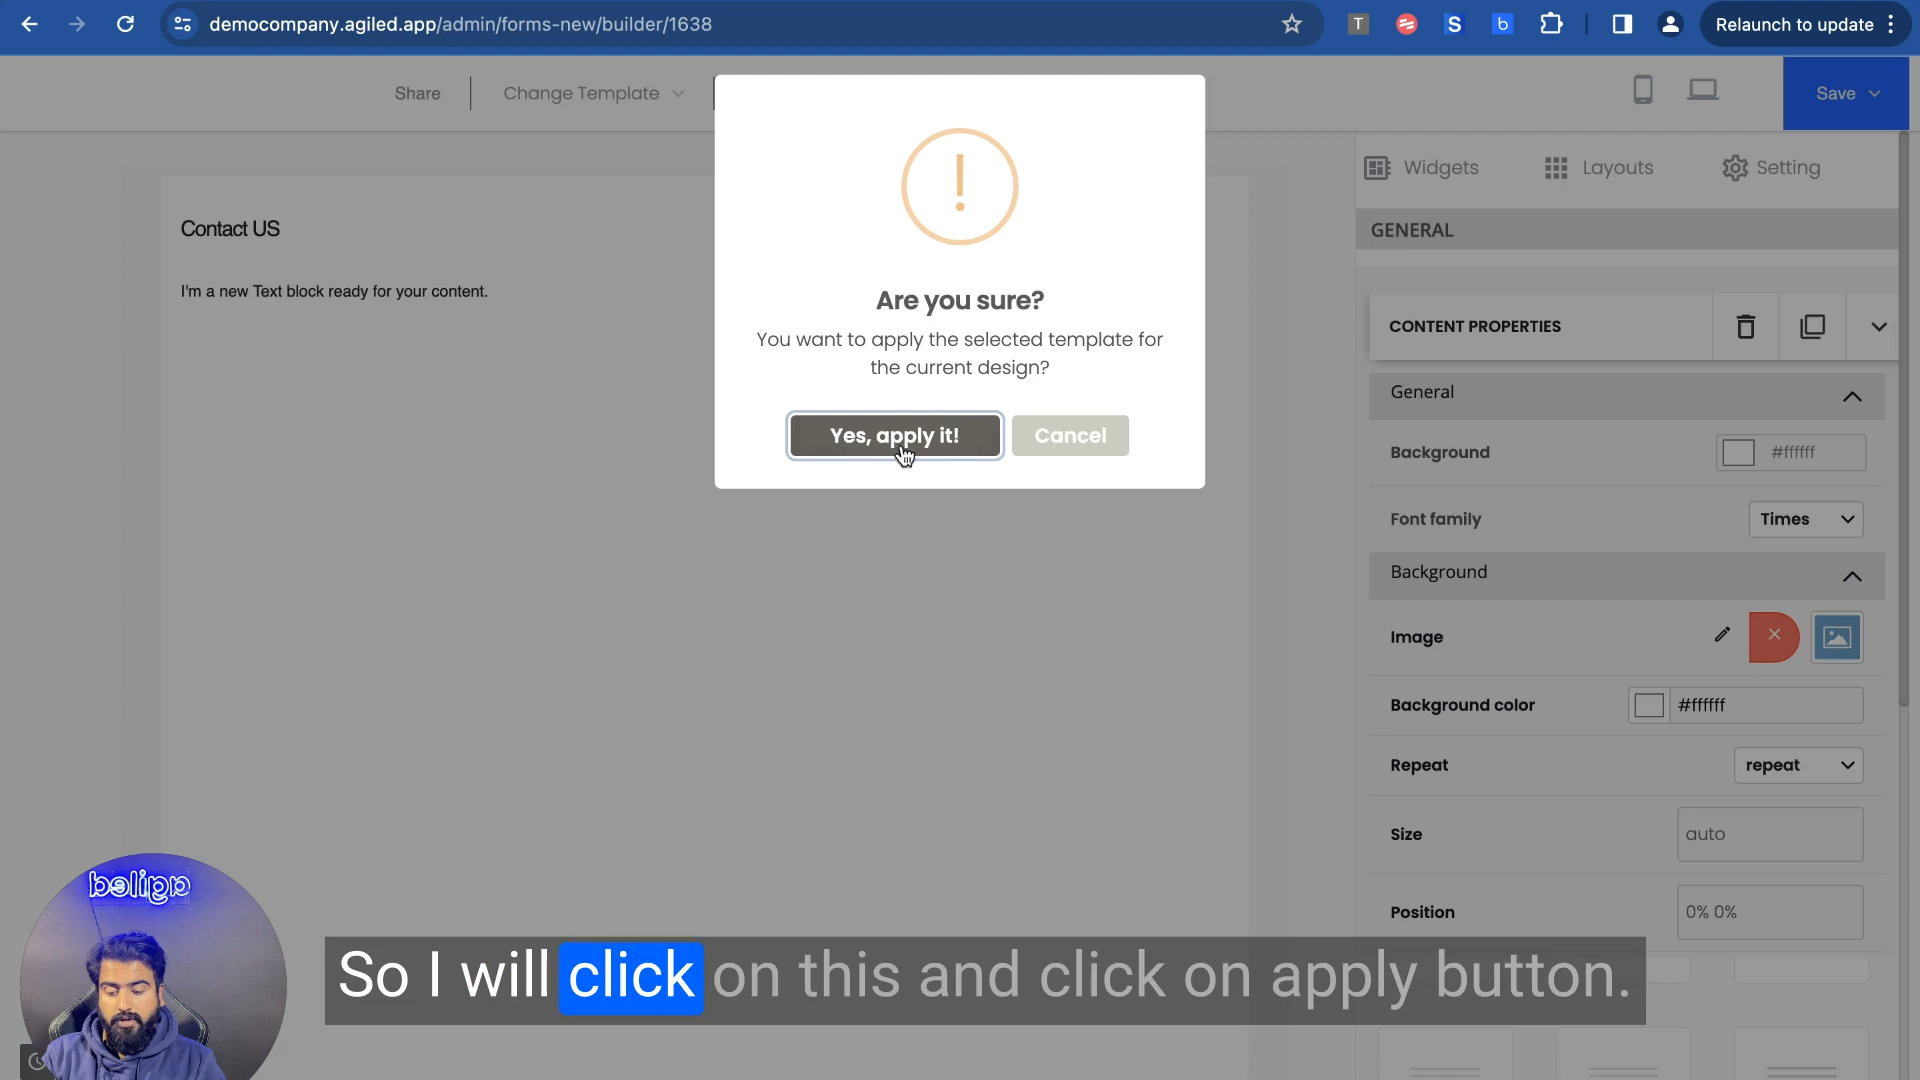 democompany.agiled.app/admin/forms-new/builder/1638
T
S
b
Relaunch to update
Share
Change Template
Save
Widgets
Layouts
Setting
Contact US
I'm a new Text block ready for your content.
Are you sure?
You want to apply the selected template for
the current design?
Yes, apply it!
Cancel
GENERAL
CONTENT PROPERTIES
General
Background
#ffffff
Font family
Times
Background
Image
Background color
#ffffff
Repeat
repeat
Size
auto
Position
0% 0%
So I will click on this and click on apply button.